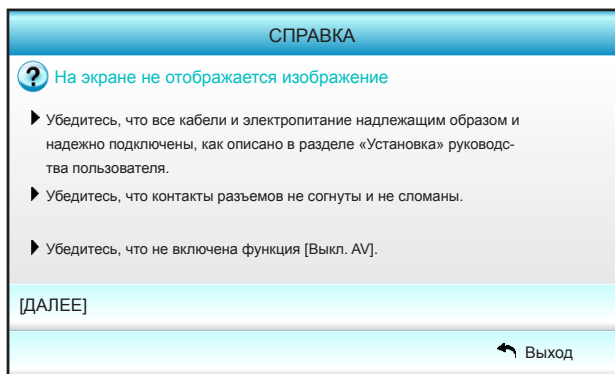 СПРАВКА
На экране не отображается изображение
Убедитесь, что все кабели и электропитание надлежащим образом и
надежно подключены, как описано в разделе «Установка» руководс-
тва пользователя.
Убедитесь, что контакты разъемов не согнуты и не сломаны.
Убедитесь, что не включена функция [Выкл. AV].
[ДАЛЕЕ]
Выход